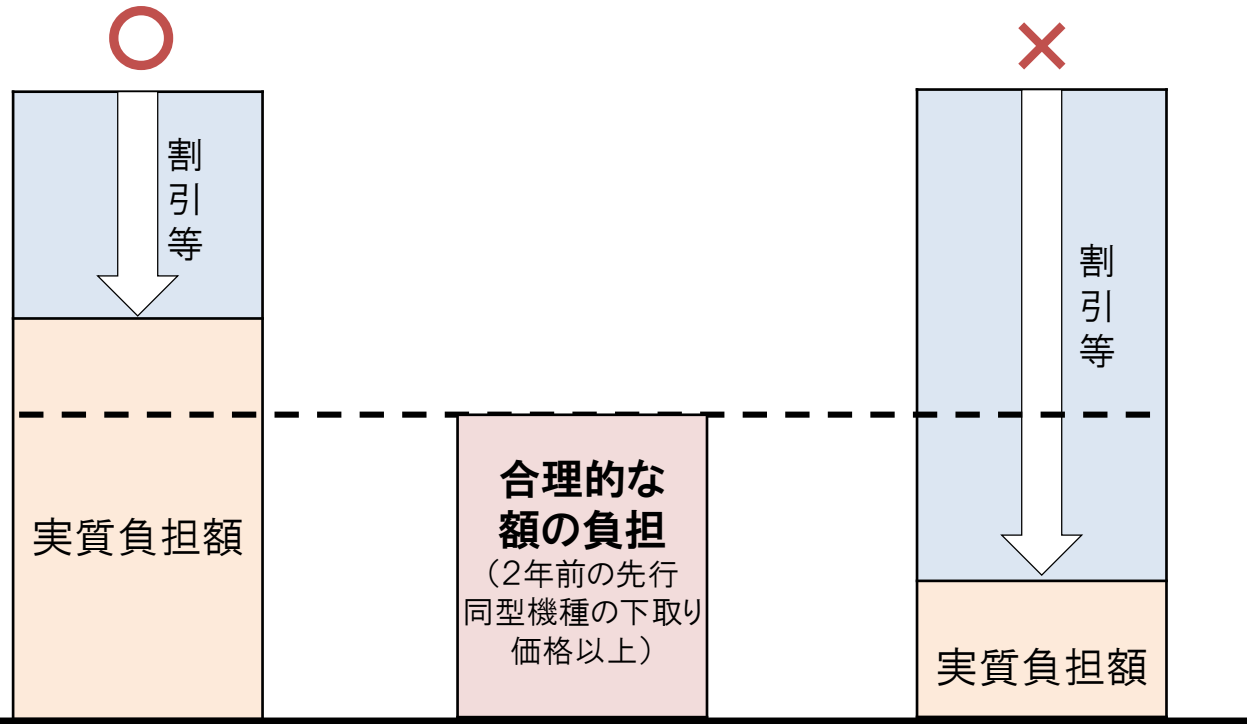 ○
×
割引等
実質負担額
合理的な
額の負担
（2年前の先行
同型機種の下取り
価格以上）
割引等
実質負担額